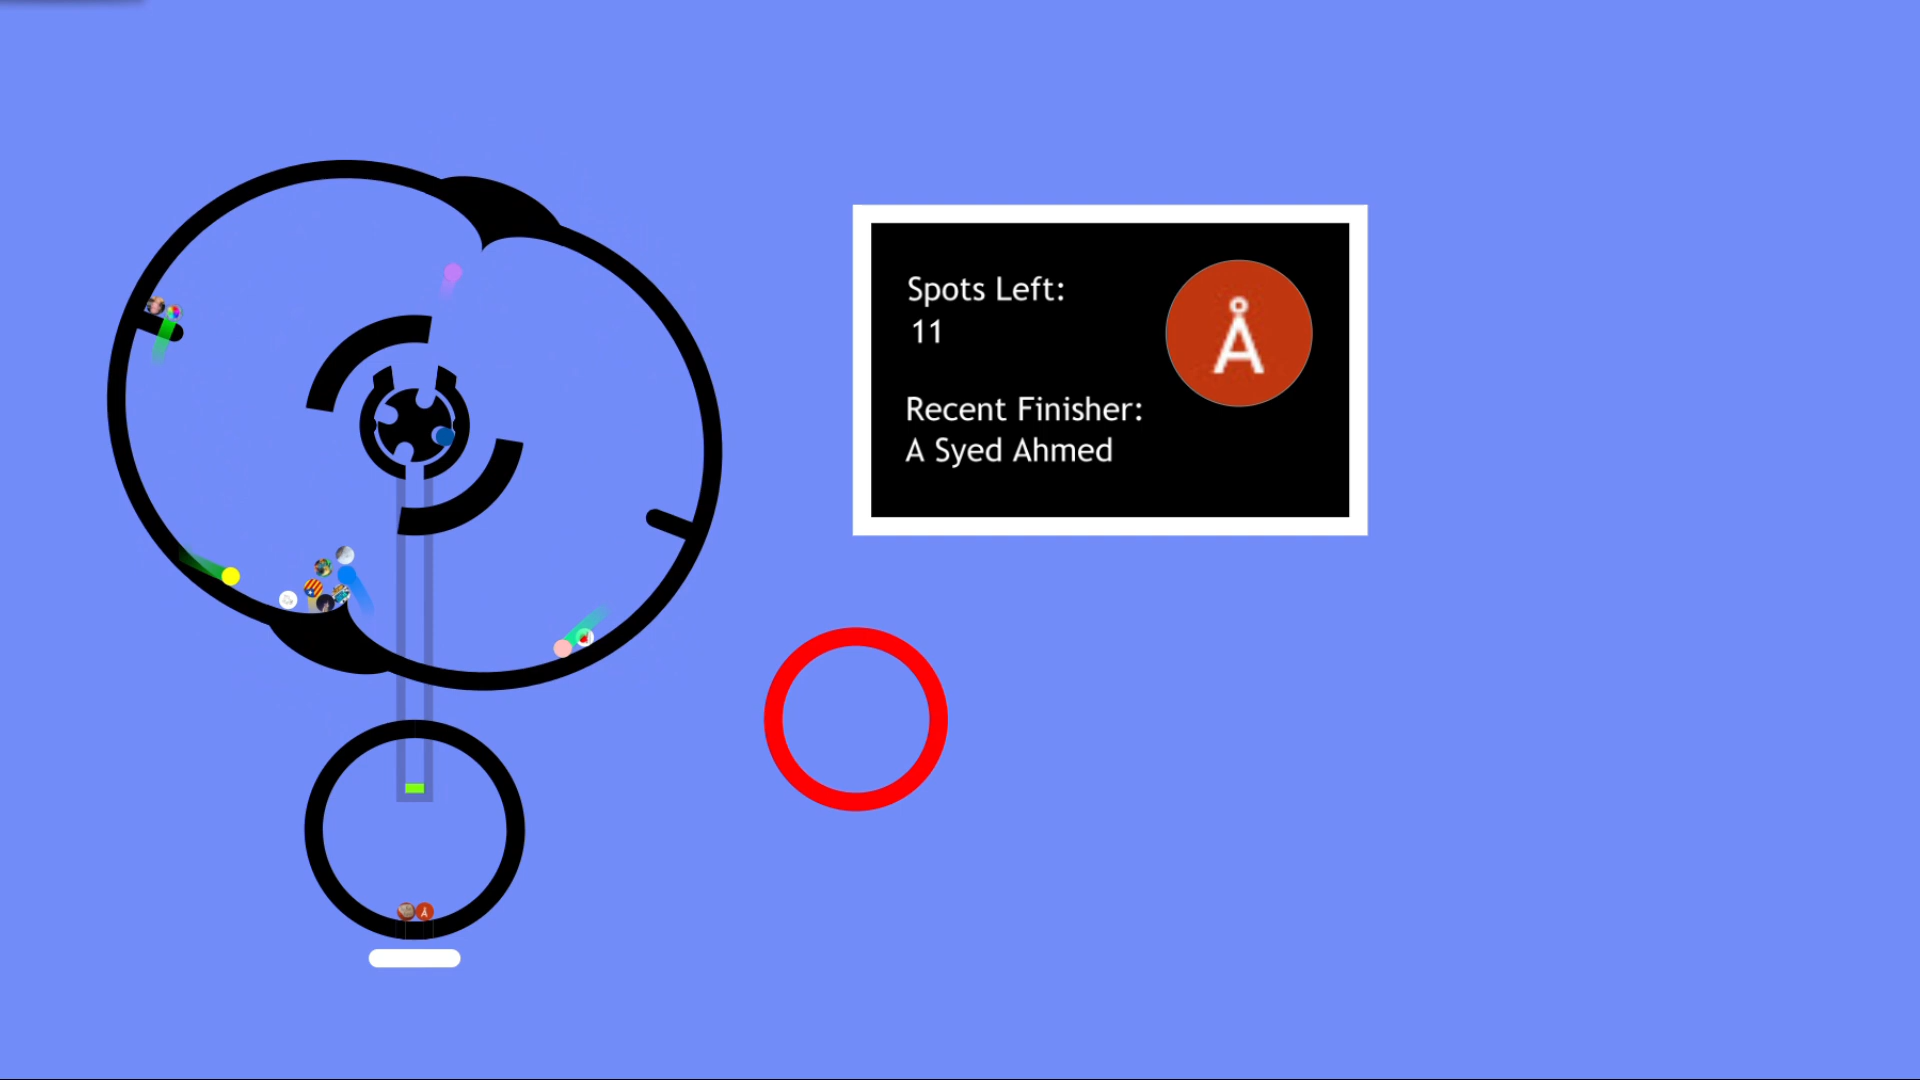 Spots Left:
11
Å
Recent Finisher:
A Syed Ahmed